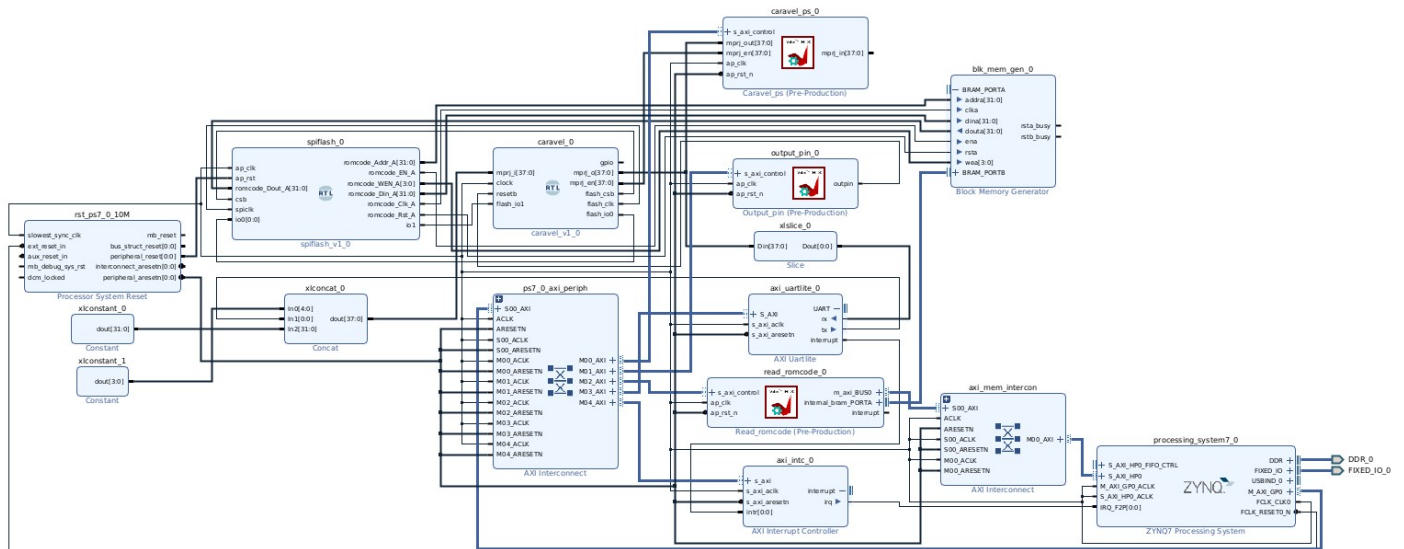 caravel_ps_0
s_axi_control
mprj_out[37:0]
mprj_en[37:0]
ap_clk
ap_rst_n
mprj_in[37:0]
Caravel_ps (Pre-Production)
blk_mem_gen_0
BRAM_PORTA
addra[31:0]
clka
dina[31:0]
douta[31:0]
ena
rsta
wea[3:0]
BRAM_PORTB
rsta_busy
rstb_busy
Block Memory Generator
spiflash_0
ap_clk
ap_rst
romcode_Dout_A[31:0]
csb
spiclk
io0[0:0]
romcode_Addr_A[31:0]
romcode_EN_A
romcode_WEN_A[3:0]
romcode_Din_A[31:0]
romcode_Clk_A
romcode_Rst_A
io1
RTL
spiflash_v1_0
caravel_0
mprj_i[37:0]
clock
resetb
flash_io1
gpio
mprj_o[37:0]
mprj_en[37:0]
flash_csb
flash_clk
flash_io0
RTL
caravel_v1_0
output_pin_0
s_axi_control
ap_clk
ap_rst_n
outpin
Output_pin (Pre-Production)
xlslice_0
Din[37:0]
Dout[0:0]
Slice
rst_ps7_0_10M
slowest_sync_clk
ext_reset_in
aux_reset_in
mb_debug_sys_rst
dcm_locked
mb_reset
bus_struct_reset[0:0]
peripheral_reset[0:0]
interconnect_aresetn[0:0]
peripheral_aresetn[0:0]
Processor System Reset
xlconstant_0
dout[31:0]
Constant
xlconstant_1
dout[3:0]
Constant
xlconcat_0
In0[4:0]
In1[0:0]
In2[31:0]
dout[37:0]
Concat
ps7_0_axi_periph
S00_AXI
ACLK
ARESETN
S00_ACLK
S00_ARESETN
M00_ACLK
M00_ARESETN
M01_ACLK
M01_ARESETN
M02_ACLK
M02_ARESETN
M03_ACLK
M03_ARESETN
M04_ACLK
M04_ARESETN
M00_AXI
M01_AXI
M02_AXI
M03_AXI
M04_AXI
AXI Interconnect
axi_uartlite_0
S_AXI
s_axi_aclk
s_axi_aresetn
UART
rx
tx
interrupt
AXI Uartlite
read_romcode_0
s_axi_control
ap_clk
ap_rst_n
m_axi_BUS0
internal_bram_PORTA
interrupt
Read_romcode (Pre-Production)
axi_intc_0
s_axi
s_axi_aclk
s_axi_aresetn
intr[0:0]
interrupt
irq
AXI Interrupt Controller
axi_mem_intercon
S00_AXI
ACLK
ARESETN
S00_ACLK
S00_ARESETN
M00_ACLK
M00_ARESETN
M00_AXI
AXI Interconnect
processing_system7_0
S_AXI_HP0_FIFO_CTRL
S_AXI_HP0
M_AXI_GP0_ACLK
S_AXI_HP0_ACLK
IRQ_F2P[0:0]
ZYNQ
DDR
FIXED_IO
USBIND_0
M_AXI_GP0
FCLK_CLK0
FCLK_RESET0_N
ZYNQ7 Processing System
DDR_0
FIXED_IO_0